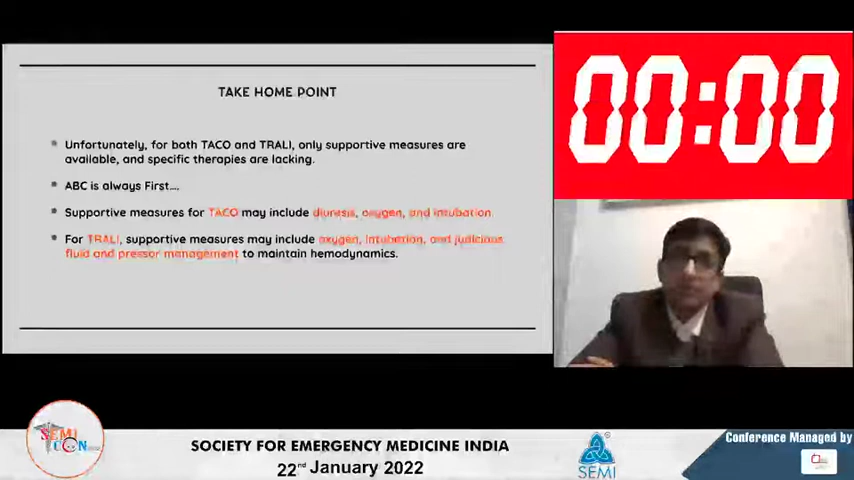 TAKE HOME POINT
Unfortunately, for both TACO and TRALI, only supportive measures are
available, and specific therapies are lacking.
ABC is always First....
Supportive measures for TACO may include diuresis, oxygen, and intubation
For TRALI, supportive measures may include oxygen, intubation, and judicious
fluid and pressor management to maintain hemodynamics.
00:00
SOCIETY FOR EMERGENCY MEDICINE INDIA
22nd January 2022
SEMI
Conference Managed by